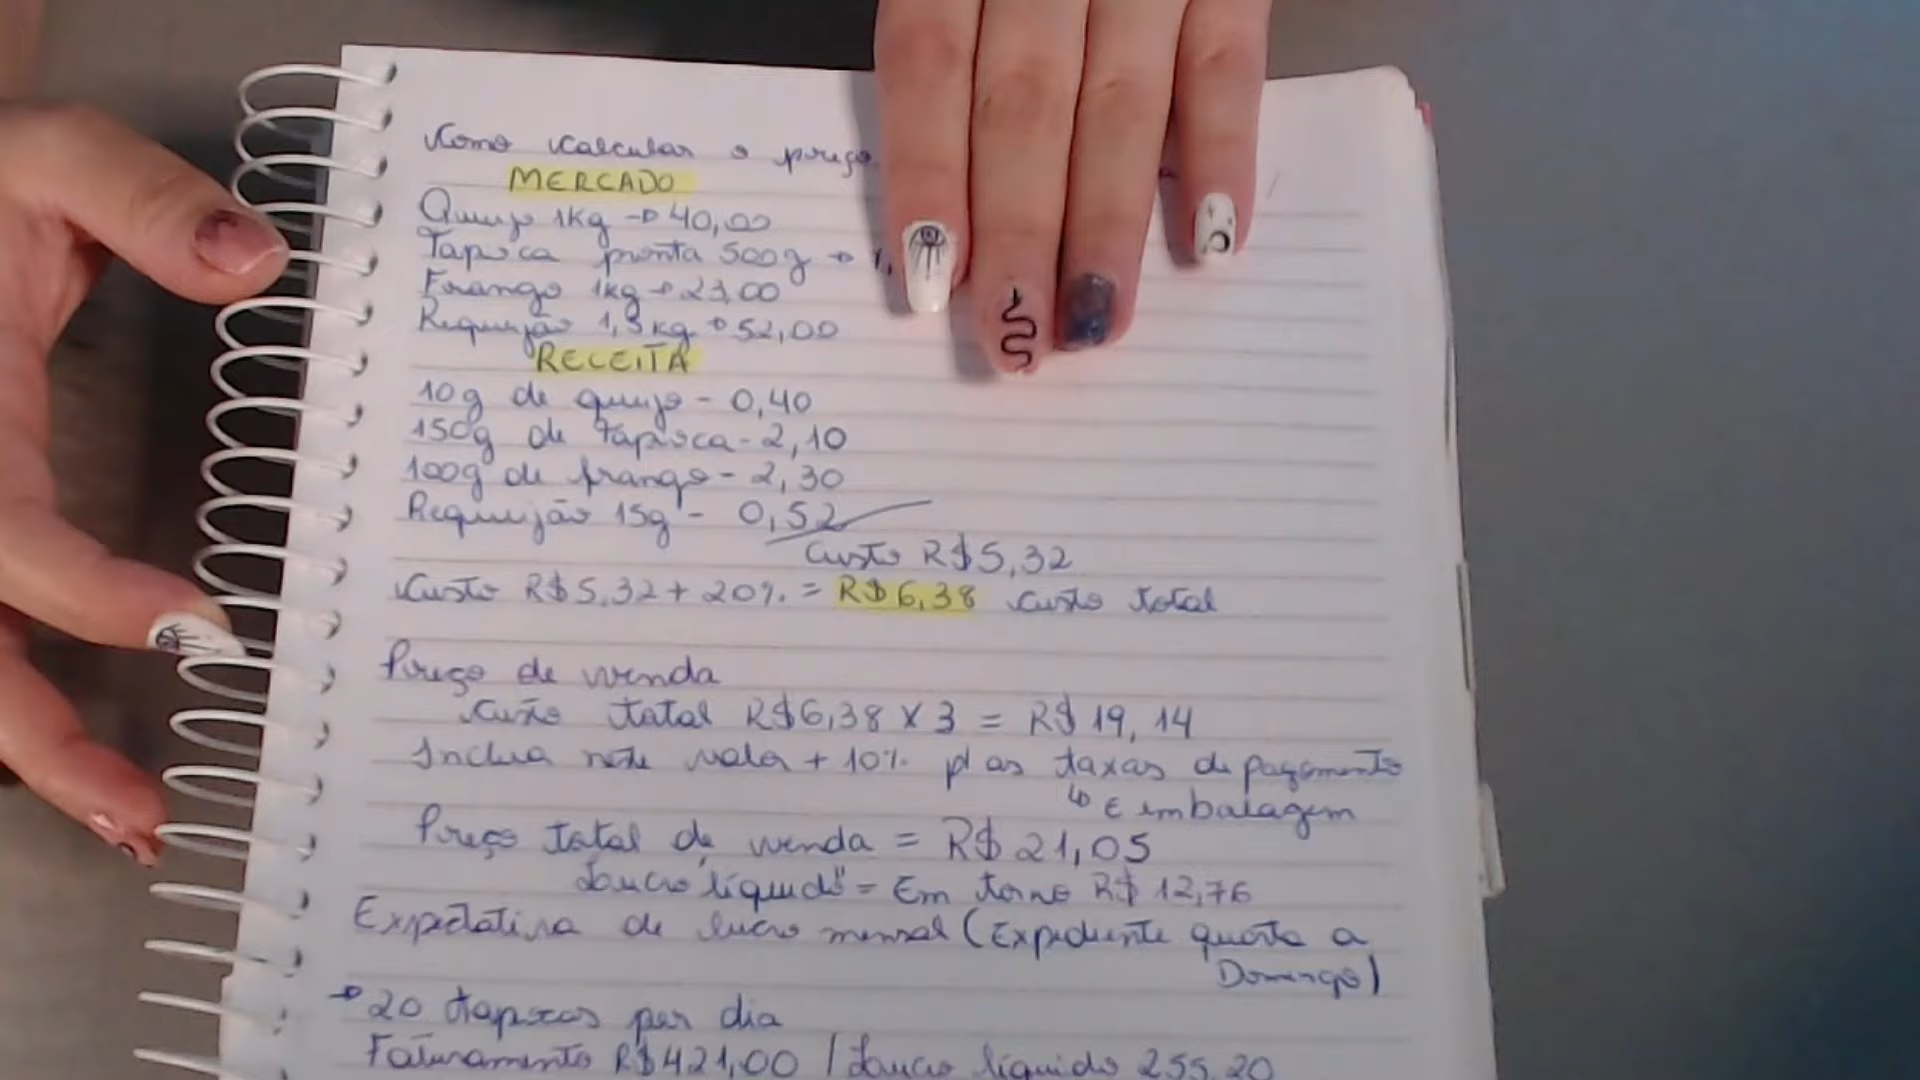 Como calcular o preço
MERCADO
Queijo 1kg → 40,00
Tapioca pronta 500g →
Frango 1kg → 23,00
Requeijão 1,5kg → 52,00
RECEITA
10g de queijo - 0,40
150g de tapioca - 2,10
100g de frango - 2,30
Requeijão 15g - 0,52
Custo R$5,32
Custo R$5,32 + 20% = R$6,38 custo total
Preço de venda
Custo total R$6,38 x 3 = R$ 19,14
Inclua nete valor + 10% p/ as taxas de pagamento
↳ E embalagem
Preço total de venda = R$ 21,05
Lucro "líquido" = Em torno R$ 12,76
Expectativa de lucro mensal (Expediente quarta a
Domingo)
→ 20 tapiocas por dia
Faturamento R$421,00 / Lucro líquido 255,20